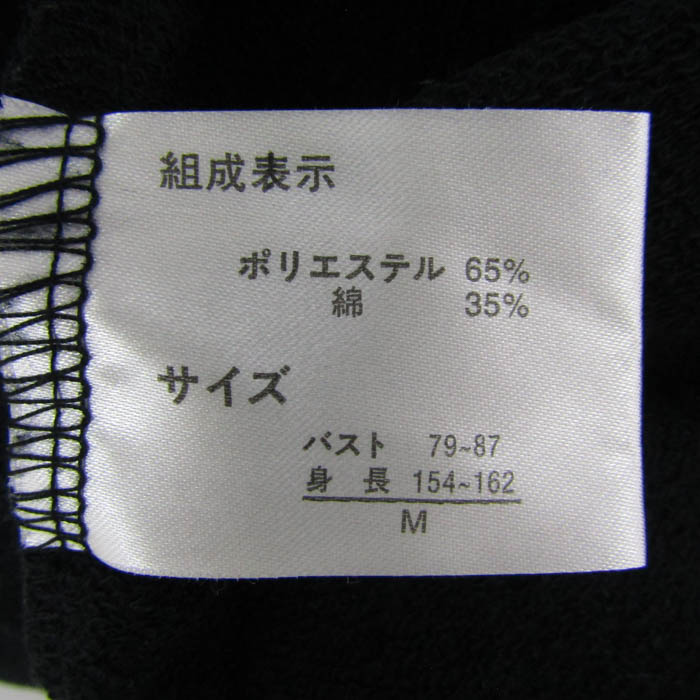 組成表示
ポリエステル 65%
綿 35%
サイズ
バスト 79~87
身長 154~162
M